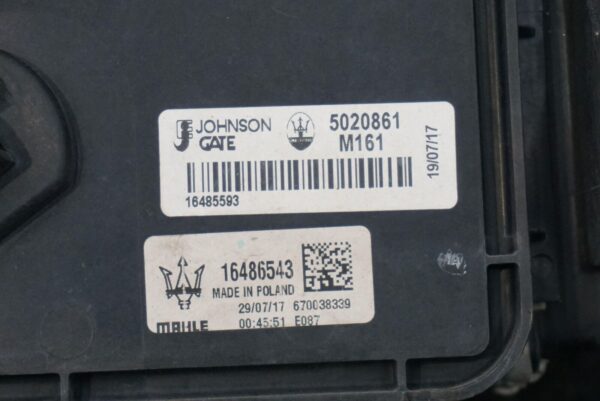 JOHNSON
GATE
5020861
M161
16485593
19/07/17
16486543
MADE IN POLAND
29/07/17 670038339
MAHLE
00:45:51 E087